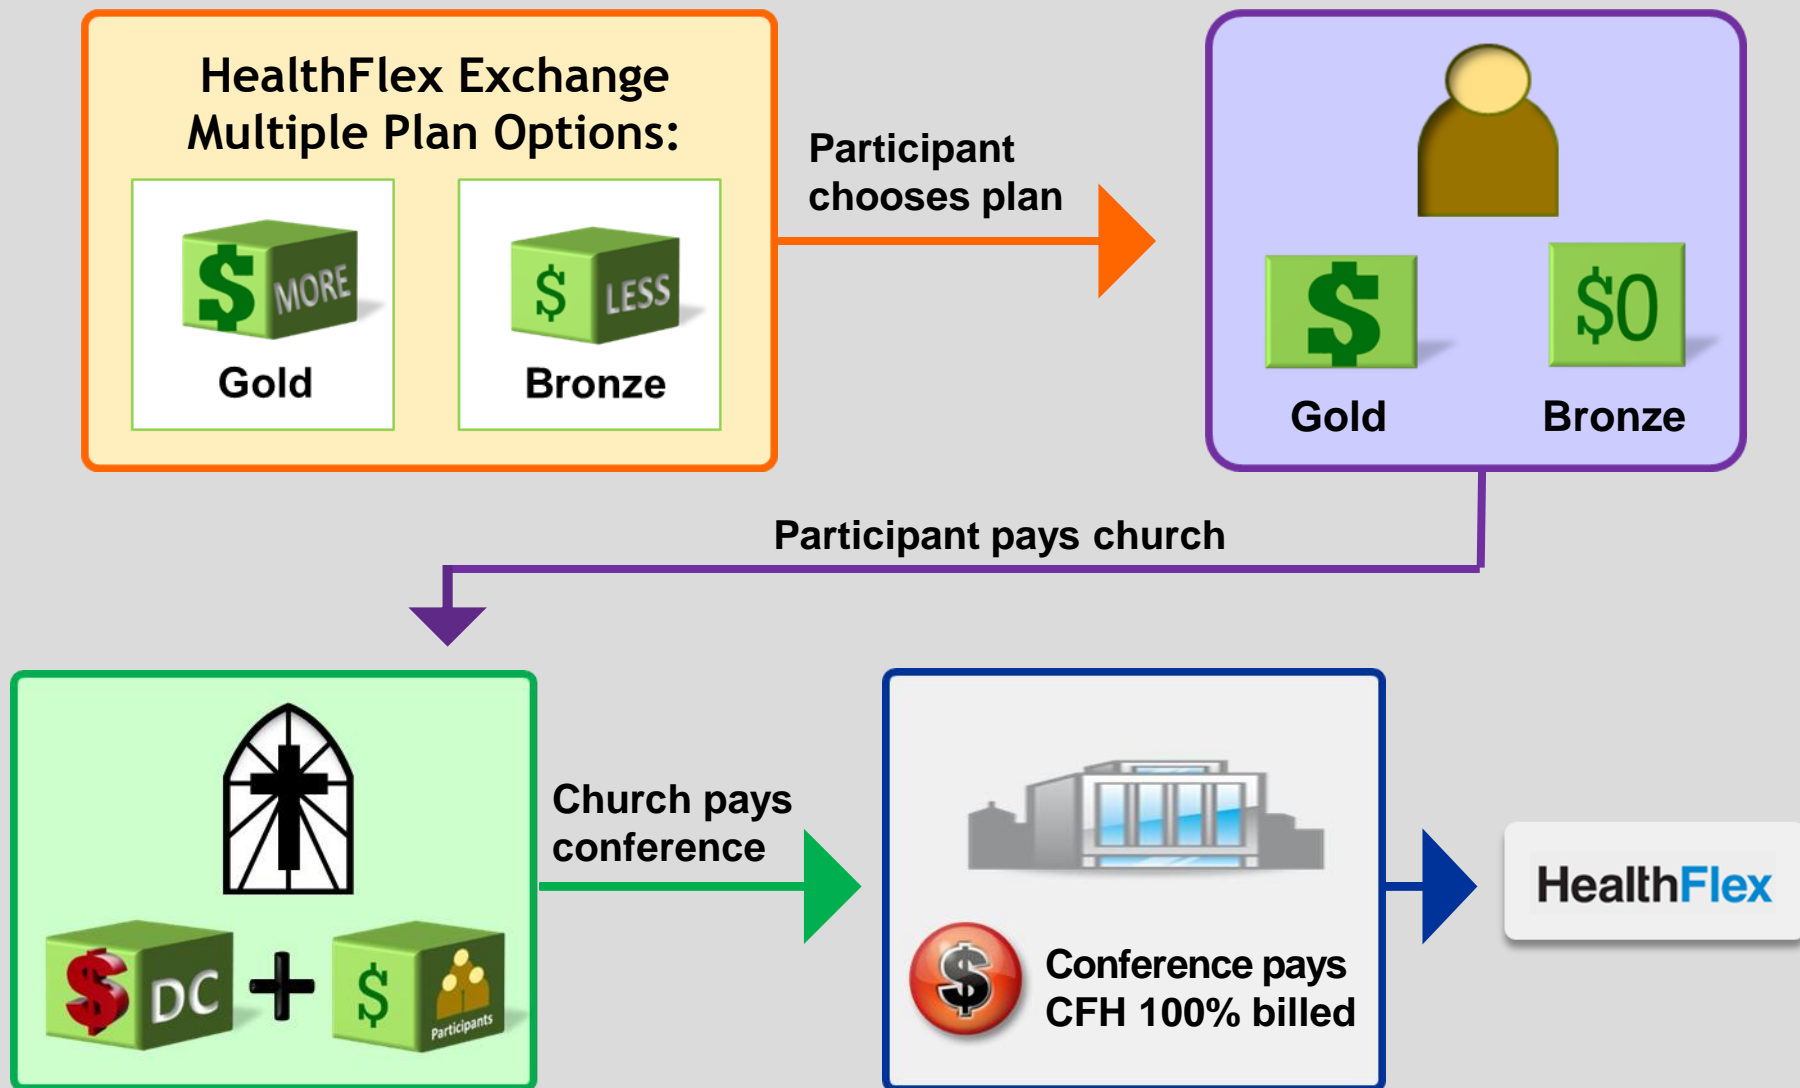 HealthFlex Exchange
Multiple Plan Options:
$ MORE
Gold
$ LESS
Bronze
Participant
chooses plan
$
Gold
$0
Bronze
Participant pays church
$ DC + $ Participants
Church pays
conference
$
Conference pays
CFH 100% billed
HealthFlex